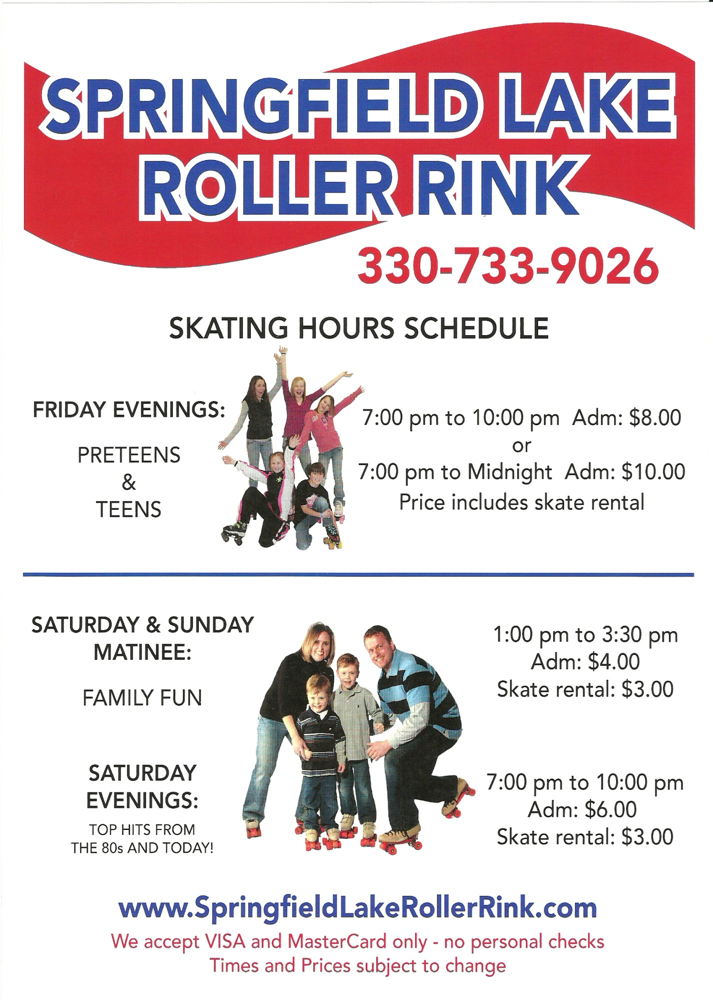 SPRINGFIELD LAKE
ROLLER RINK
330-733-9026
SKATING HOURS SCHEDULE
FRIDAY EVENINGS:
PRETEENS
&
TEENS
7:00 pm to 10:00 pm Adm: $8.00
or
7:00 pm to Midnight Adm: $10.00
Price includes skate rental
SATURDAY & SUNDAY
MATINEE:
FAMILY FUN
1:00 pm to 3:30 pm
Adm: $4.00
Skate rental: $3.00
SATURDAY
EVENINGS:
TOP HITS FROM
THE 80s AND TODAY!
7:00 pm to 10:00 pm
Adm: $6.00
Skate rental: $3.00
www.SpringfieldLakeRollerRink.com
We accept VISA and MasterCard only - no personal checks
Times and Prices subject to change